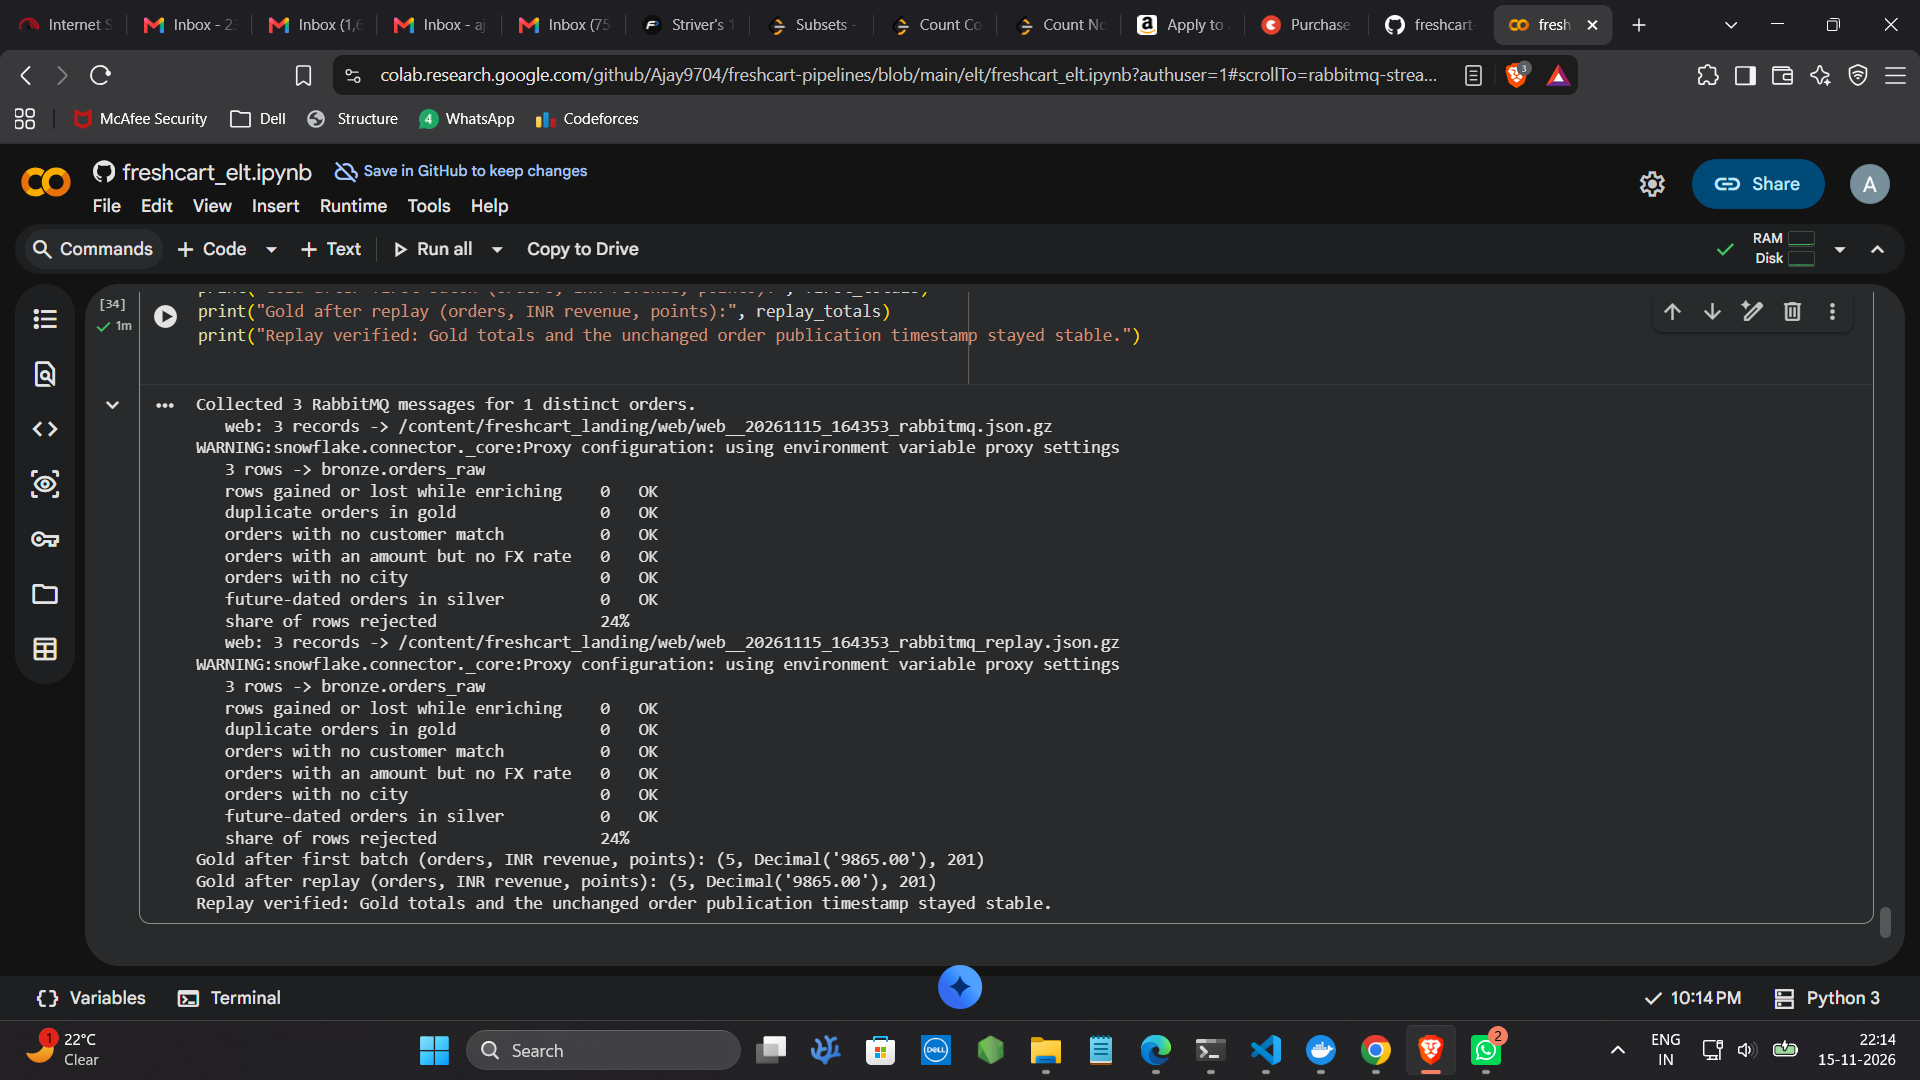 Internet S
Inbox - 2
Inbox (1,6
Inbox - aj
Inbox (75
Striver's
Subsets -
Count Co
Count No
Apply to
Purchase
freshcart-
fresh
colab.research.google.com/github/Ajay9704/freshcart-pipelines/blob/main/elt/freshcart_elt.ipynb?authuser=1#scrollTo=rabbitmq-strea...
3
McAfee Security
Dell
Structure
4 WhatsApp
Codeforces
freshcart_elt.ipynb
Save in GitHub to keep changes
Share
A
File Edit View Insert Runtime Tools Help
Commands + Code + Text Run all Copy to Drive
RAM
Disk
[34]
1m
print("Gold after replay (orders, INR revenue, points):", replay_totals)
print("Replay verified: Gold totals and the unchanged order publication timestamp stayed stable.")
Collected 3 RabbitMQ messages for 1 distinct orders.
web: 3 records -> /content/freshcart_landing/web/web__20261115_164353_rabbitmq.json.gz
WARNING:snowflake.connector._core:Proxy configuration: using environment variable proxy settings
3 rows -> bronze.orders_raw
rows gained or lost while enriching 0 OK
duplicate orders in gold 0 OK
orders with no customer match 0 OK
orders with an amount but no FX rate 0 OK
orders with no city 0 OK
future-dated orders in silver 0 OK
share of rows rejected 24%
web: 3 records -> /content/freshcart_landing/web/web__20261115_164353_rabbitmq_replay.json.gz
WARNING:snowflake.connector._core:Proxy configuration: using environment variable proxy settings
3 rows -> bronze.orders_raw
rows gained or lost while enriching 0 OK
duplicate orders in gold 0 OK
orders with no customer match 0 OK
orders with an amount but no FX rate 0 OK
orders with no city 0 OK
future-dated orders in silver 0 OK
share of rows rejected 24%
Gold after first batch (orders, INR revenue, points): (5, Decimal('9865.00'), 201)
Gold after replay (orders, INR revenue, points): (5, Decimal('9865.00'), 201)
Replay verified: Gold totals and the unchanged order publication timestamp stayed stable.
Variables
Terminal
10:14 PM
Python 3
1
22°C
Clear
Search
DELL
2
ENG
IN
22:14
15-11-2026